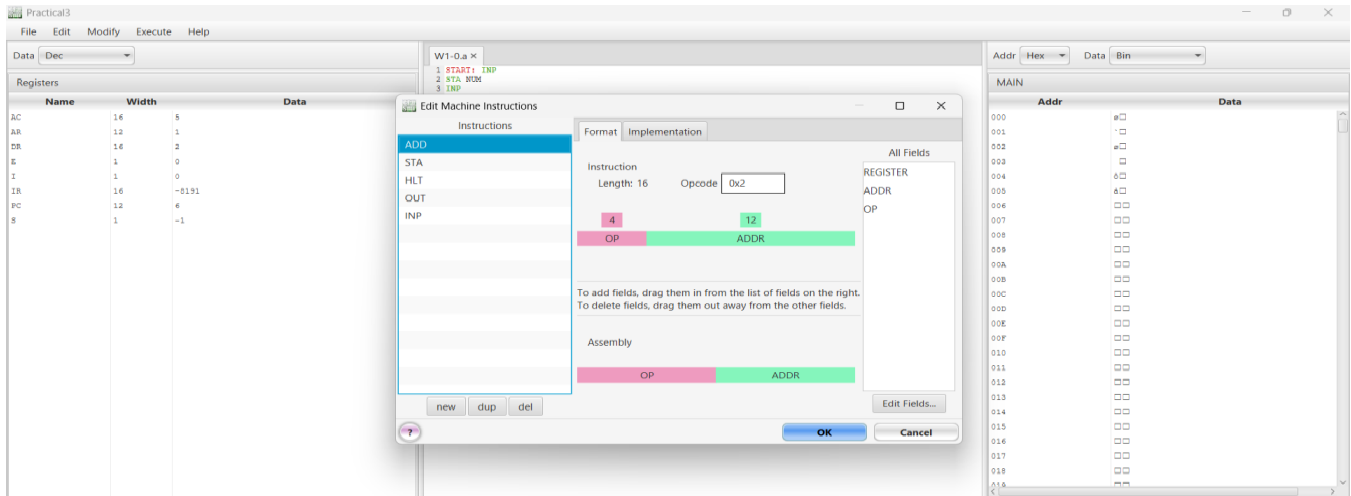 Practical3
File Edit Modify Execute Help
Data Dec
W1-0.a ×
Addr Hex Data Bin
Registers
Name Width Data
AC 16 5
AR 12 1
DR 16 2
E 1 0
I 1 0
IR 16 -8191
PC 12 6
S 1 -1
1 START: INP
2 STA NUM
3 INP
Edit Machine Instructions
Instructions
ADD
STA
HLT
OUT
INP
new dup del
?
Format Implementation
Instruction
Length: 16 Opcode 0x2
4 12
OP ADDR
To add fields, drag them in from the list of fields on the right.
To delete fields, drag them out away from the other fields.
Assembly
OP ADDR
All Fields
REGISTER
ADDR
OP
Edit Fields...
OK Cancel
MAIN
Addr Data
000
001
002
003
004
005
006
007
008
009
00A
00B
00C
00D
00E
00F
010
011
012
013
014
015
016
017
018
01A